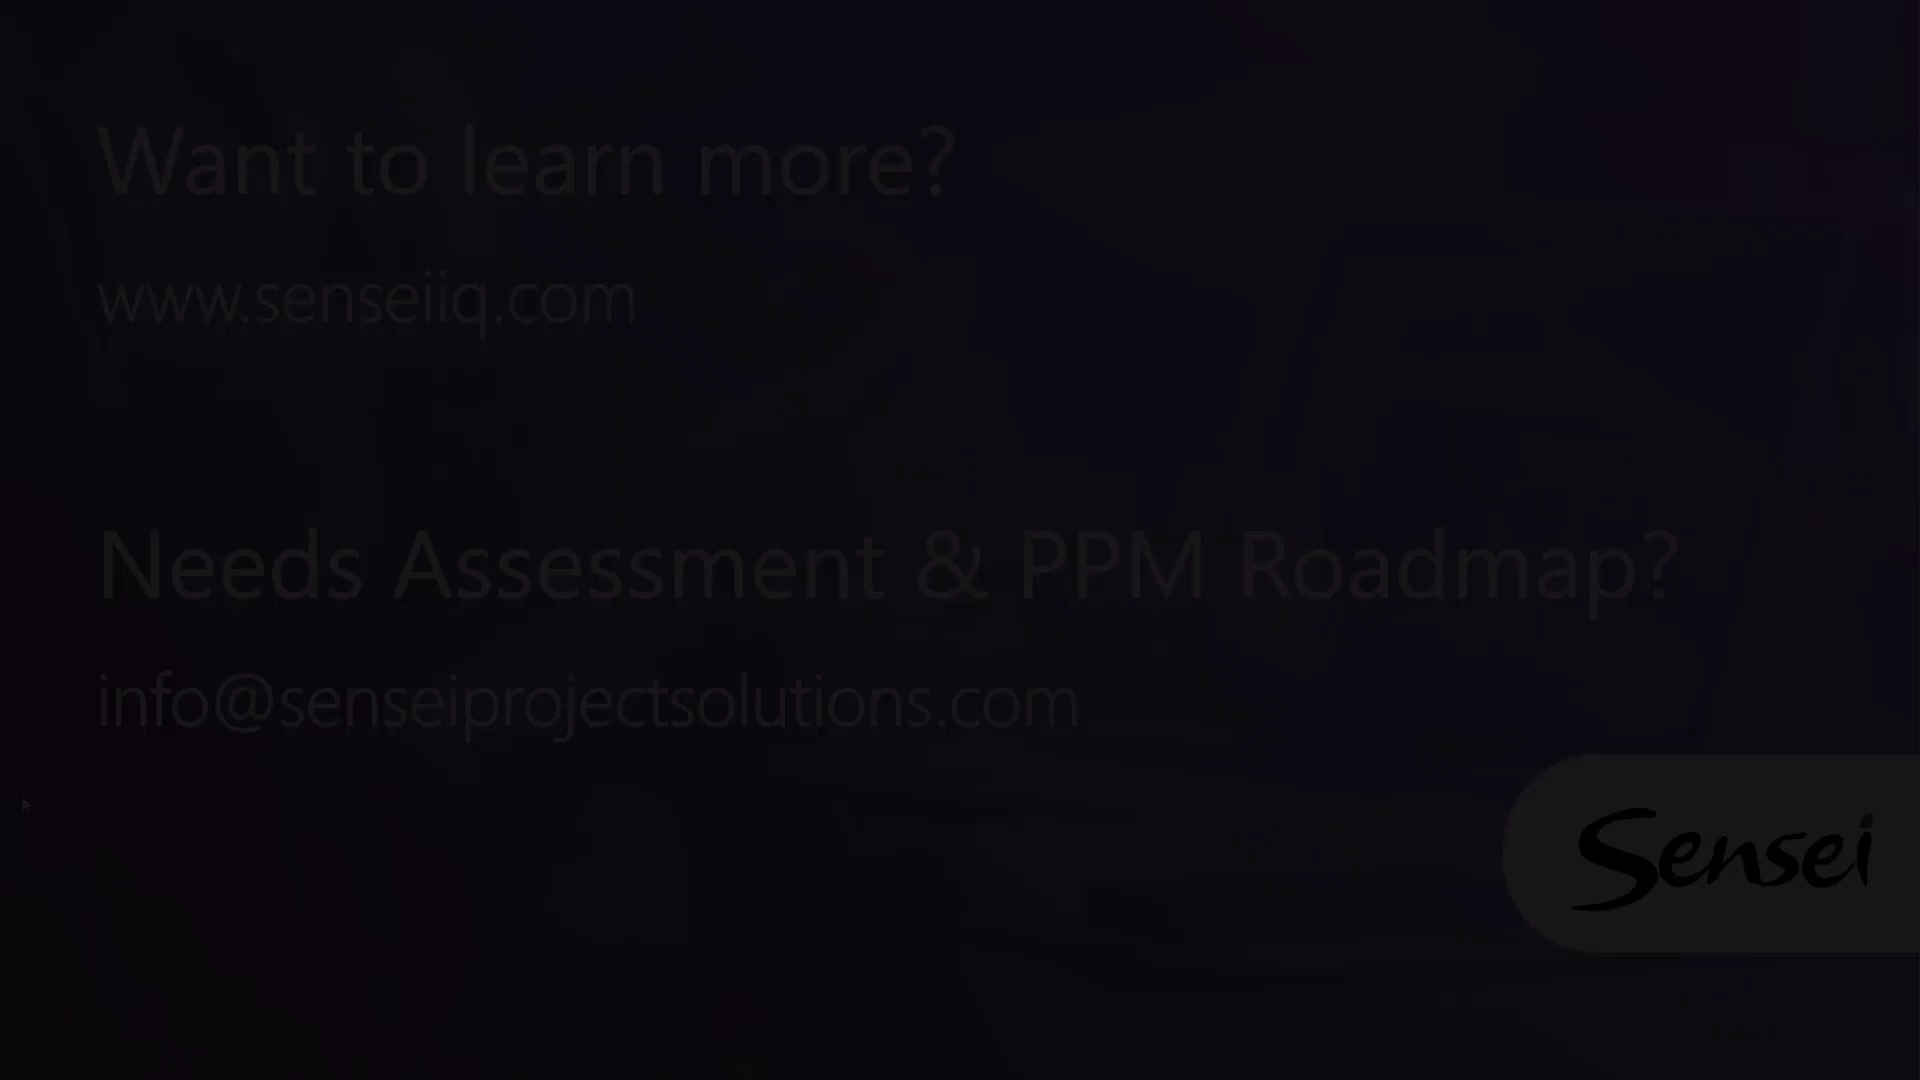 Want to learn more?
www.senseiiq.com
Needs Assessment & PPM Roadmap?
info@senseiprojectsolutions.com
Sensei